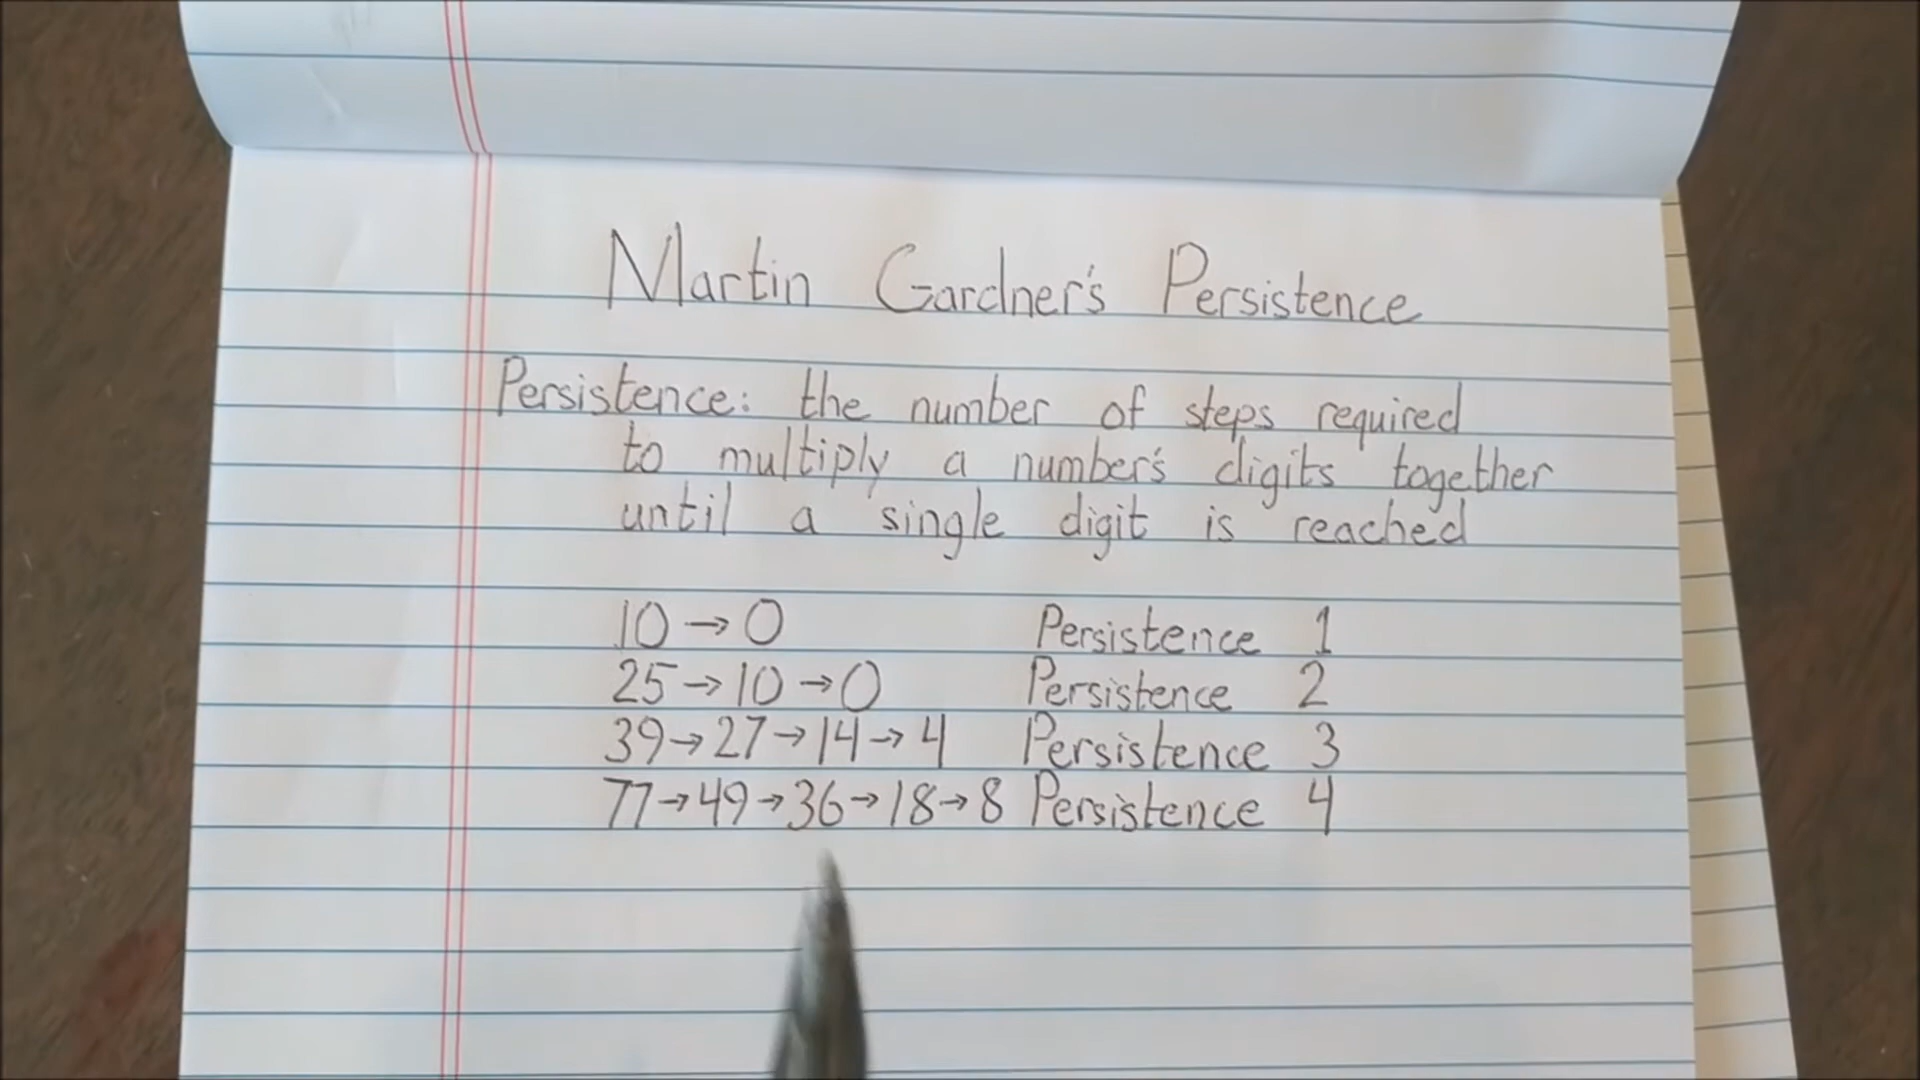 Martin Gardner's Persistence
Persistence: the number of steps required
to multiply a number's digits together
until a single digit is reached
10→0 Persistence 1
25→10→0 Persistence 2
39→27→14→4 Persistence 3
77→49→36→18→8 Persistence 4